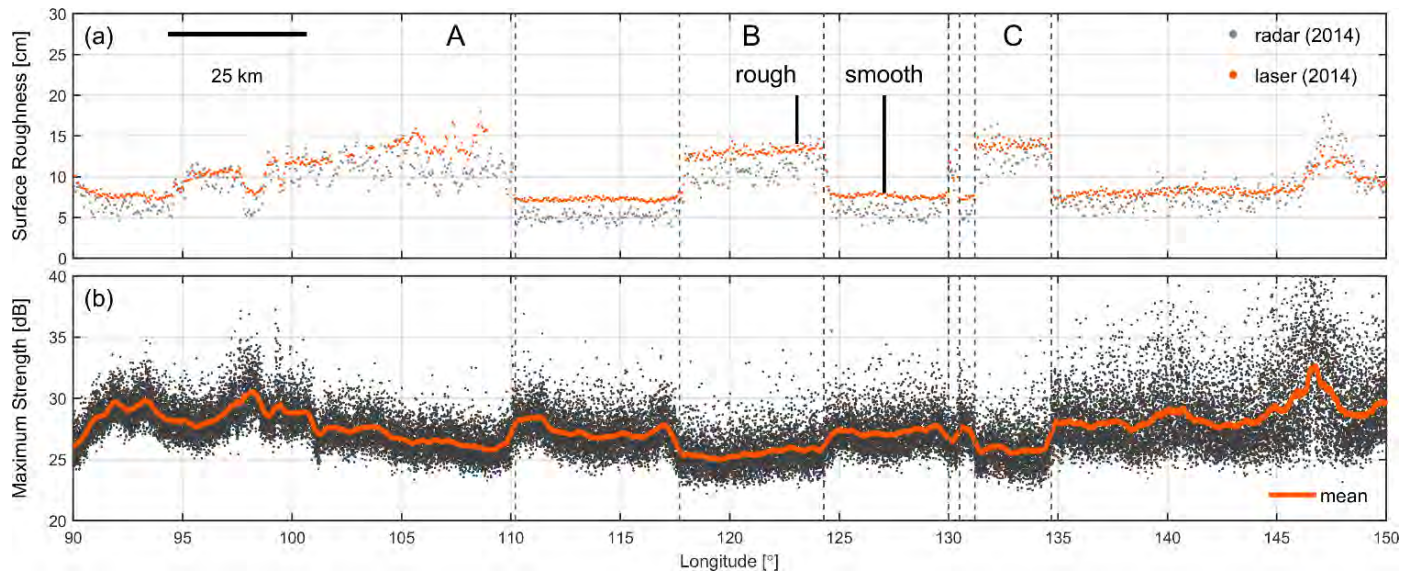 30
25
20
15
10
5
0
Surface Roughness [cm]
(a)
25 km
A
B
C
rough
smooth
radar (2014)
laser (2014)
40
35
30
25
20
Maximum Strength [dB]
(b)
mean
90 95 100 105 110 115 120 125 130 135 140 145 150
Longitude [°]